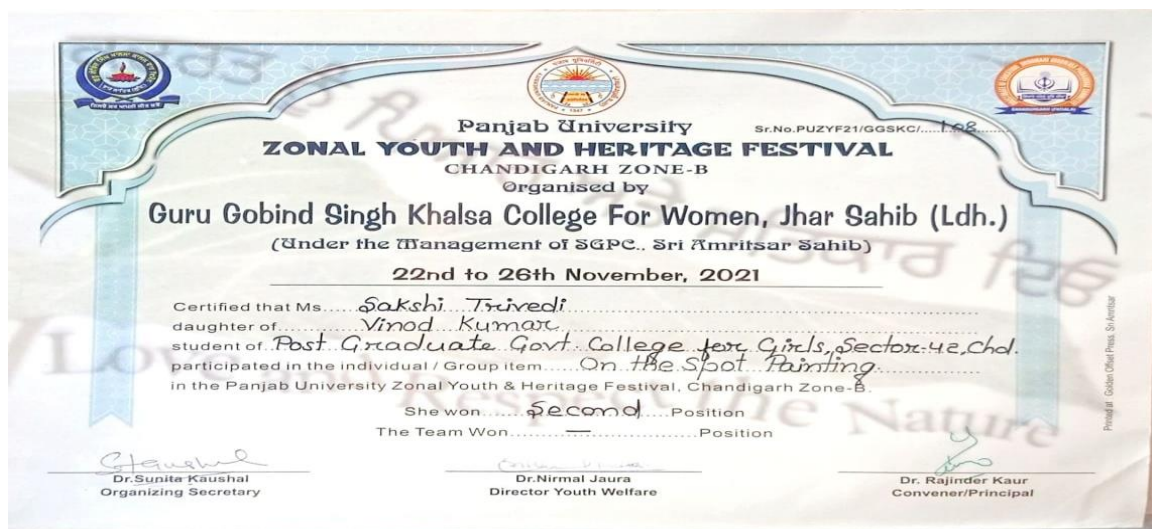 Panjab University
Sr.No.PUZYF21/GGSKC/....108......
ZONAL YOUTH AND HERITAGE FESTIVAL
CHANDIGARH ZONE-B
Organised by
Guru Gobind Singh Khalsa College For Women, Jhar Sahib (Ldh.)
(Under the Management of SGPC., Sri Amritsar Sahib)
22nd to 26th November, 2021
Certified that Ms.....Sakshi Trivedi
daughter of.........Vinod Kumar
student of Post Graduate Govt. College for Girls, Sector-42, Chd.
participated in the individual / Group item.....On the Spot Painting
in the Panjab University Zonal Youth & Heritage Festival, Chandigarh Zone-B.
She won......Second.....Position
The Team Won.........—...............Position
Love and Respect The Nature
Dr.Sunita Kaushal
Organizing Secretary
Dr.Nirmal Jaura
Director Youth Welfare
Dr. Rajinder Kaur
Convener/Principal
Printed at : Golden Offset Press, Sri Amritsar